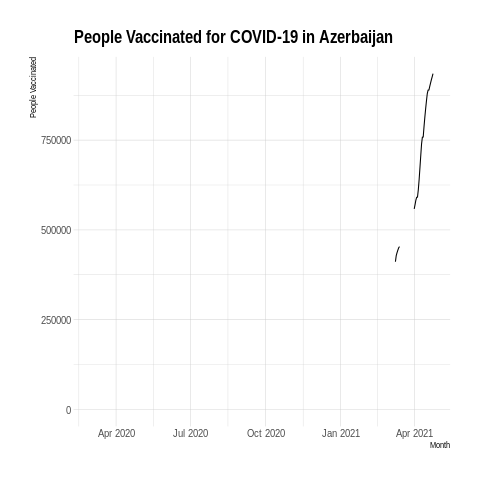 People Vaccinated for COVID-19 in Azerbaijan
People Vaccinated
750000
500000
250000
0
Apr 2020 Jul 2020 Oct 2020 Jan 2021 Apr 2021
Month